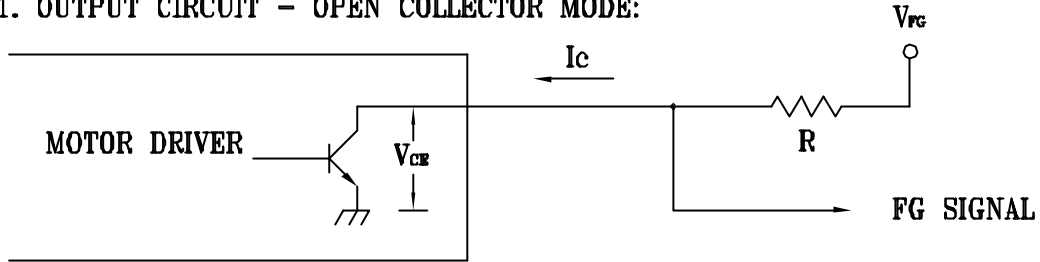 1. OUTPUT CIRCUIT - OPEN COLLECTOR MODE:
VFG
Ic
MOTOR DRIVER
VCE
R
FG SIGNAL